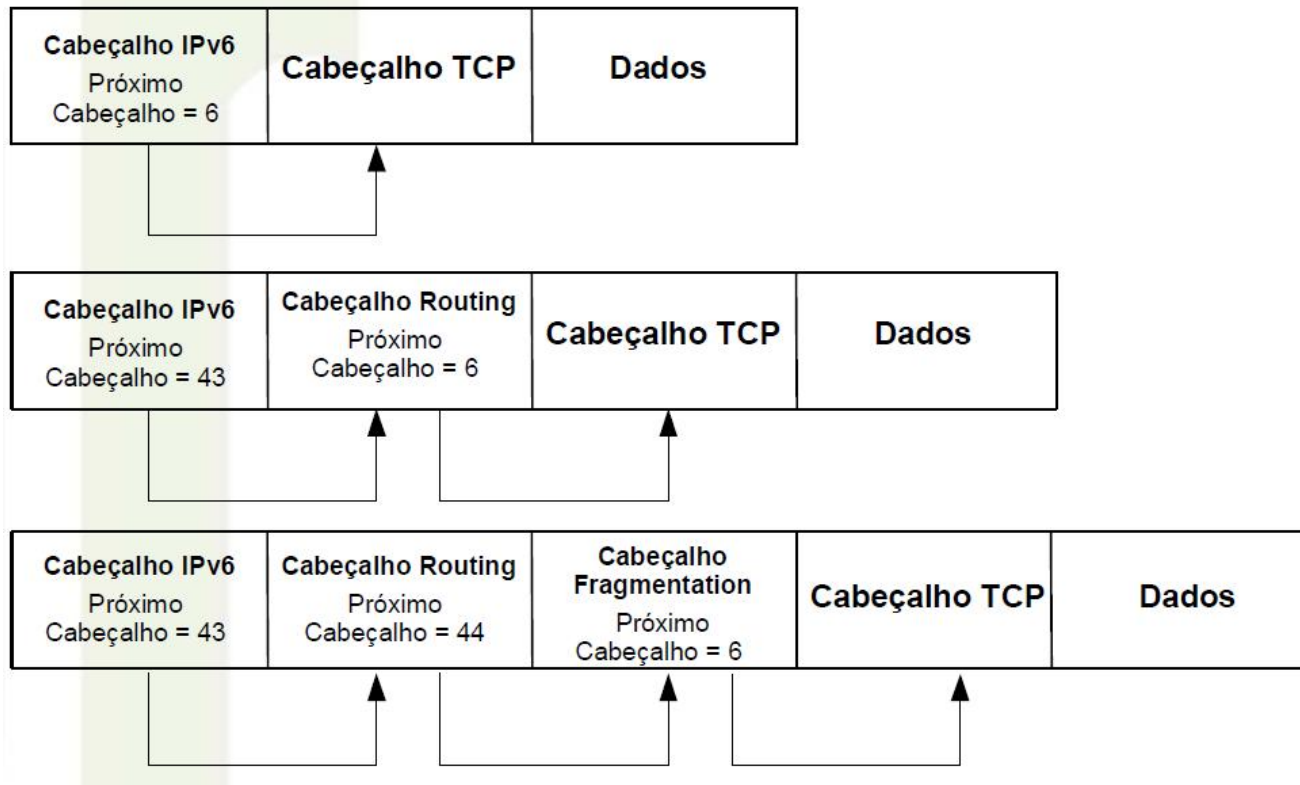 Cabeçalho IPv6
Próximo
Cabeçalho = 6
Cabeçalho TCP
Dados
Cabeçalho IPv6
Próximo
Cabeçalho = 43
Cabeçalho Routing
Próximo
Cabeçalho = 6
Cabeçalho TCP
Dados
Cabeçalho IPv6
Próximo
Cabeçalho = 43
Cabeçalho Routing
Próximo
Cabeçalho = 44
Cabeçalho
Fragmentation
Próximo
Cabeçalho = 6
Cabeçalho TCP
Dados